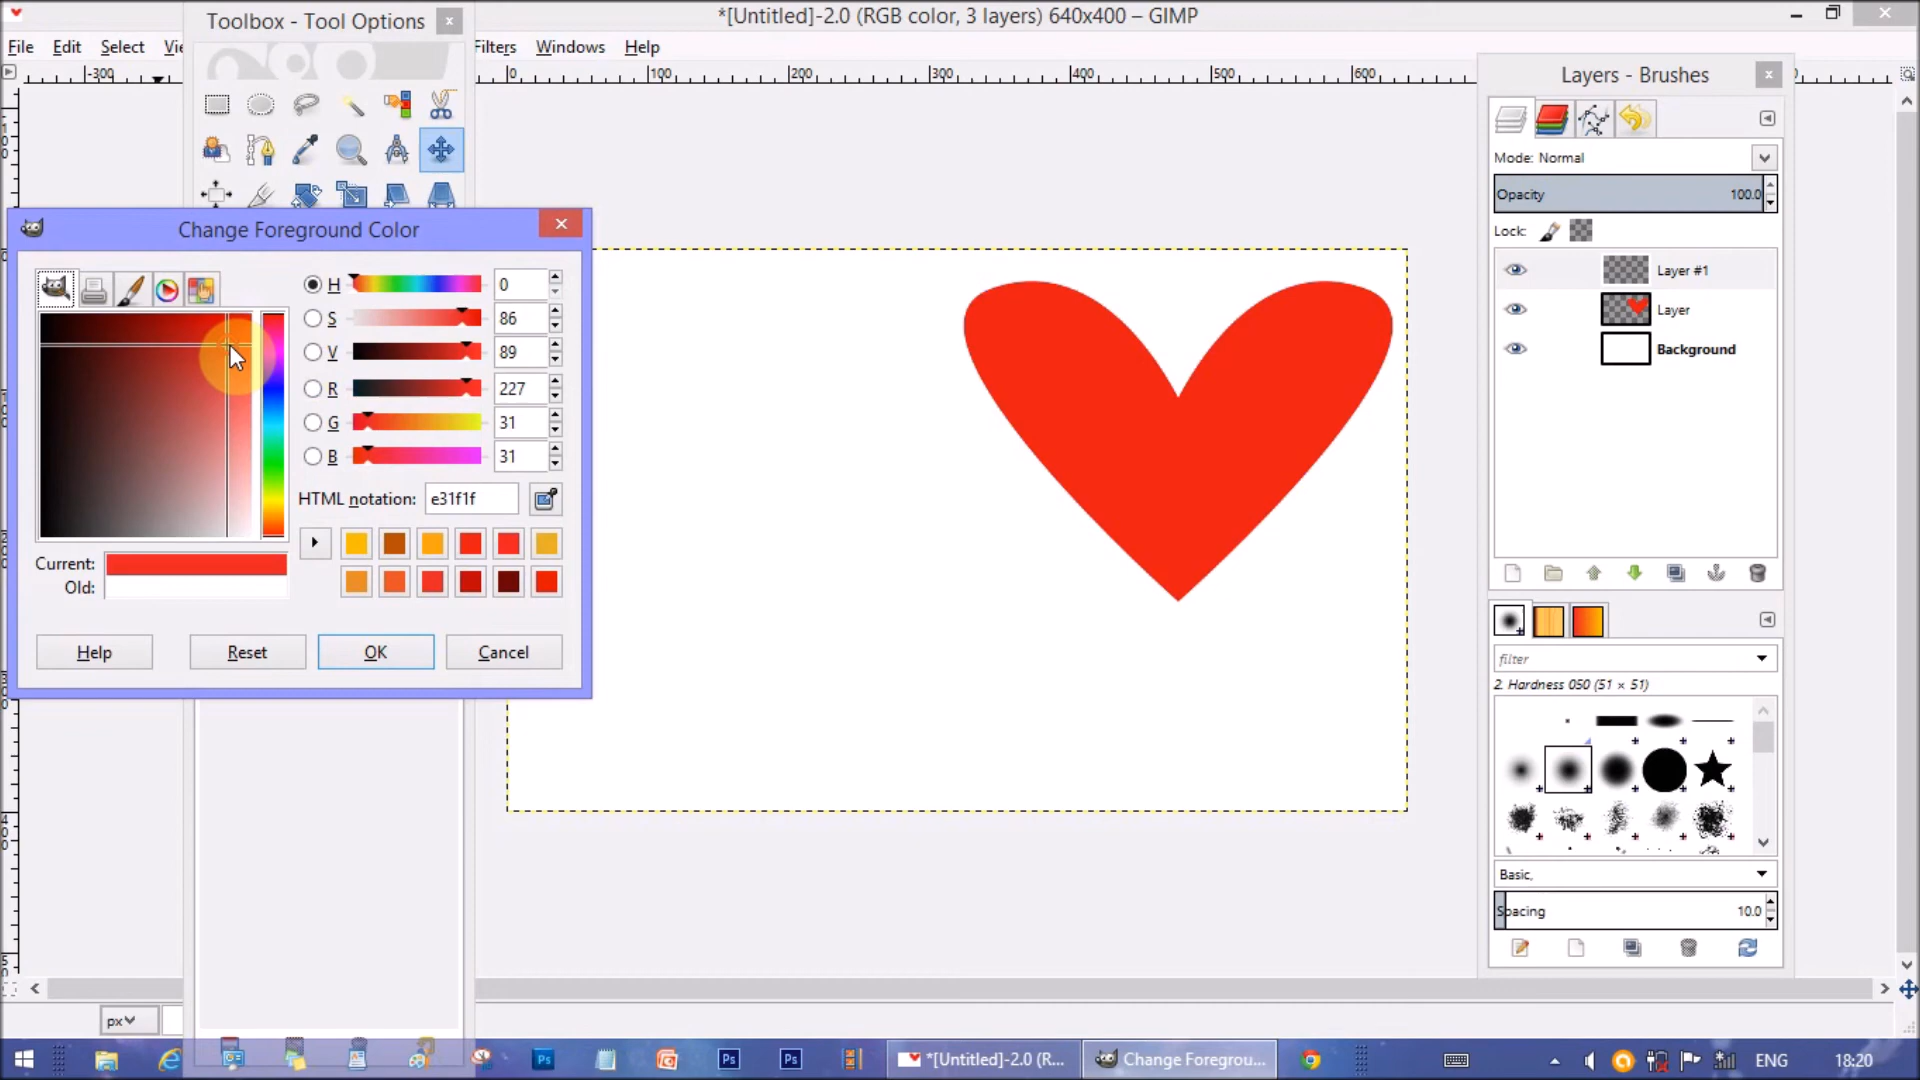 Toolbox - Tool Options
*[Untitled]-2.0 (RGB color, 3 layers) 640x400 – GIMP
File Edit Select Vie Filters Windows Help
-300 0 100 200 300 400 500 600
Layers - Brushes
Mode: Normal
Opacity 100.0
Lock:
Layer #1
Layer
Background
Change Foreground Color
H 0
S 86
V 89
R 227
G 31
B 31
HTML notation: e31f1f
Current:
Old:
Help Reset OK Cancel
filter
2. Hardness 050 (51 × 51)
Basic,
Spacing 10.0
px
Ps Ps Ps *[Untitled]-2.0 (R... Change Foregrou... ENG 18:20